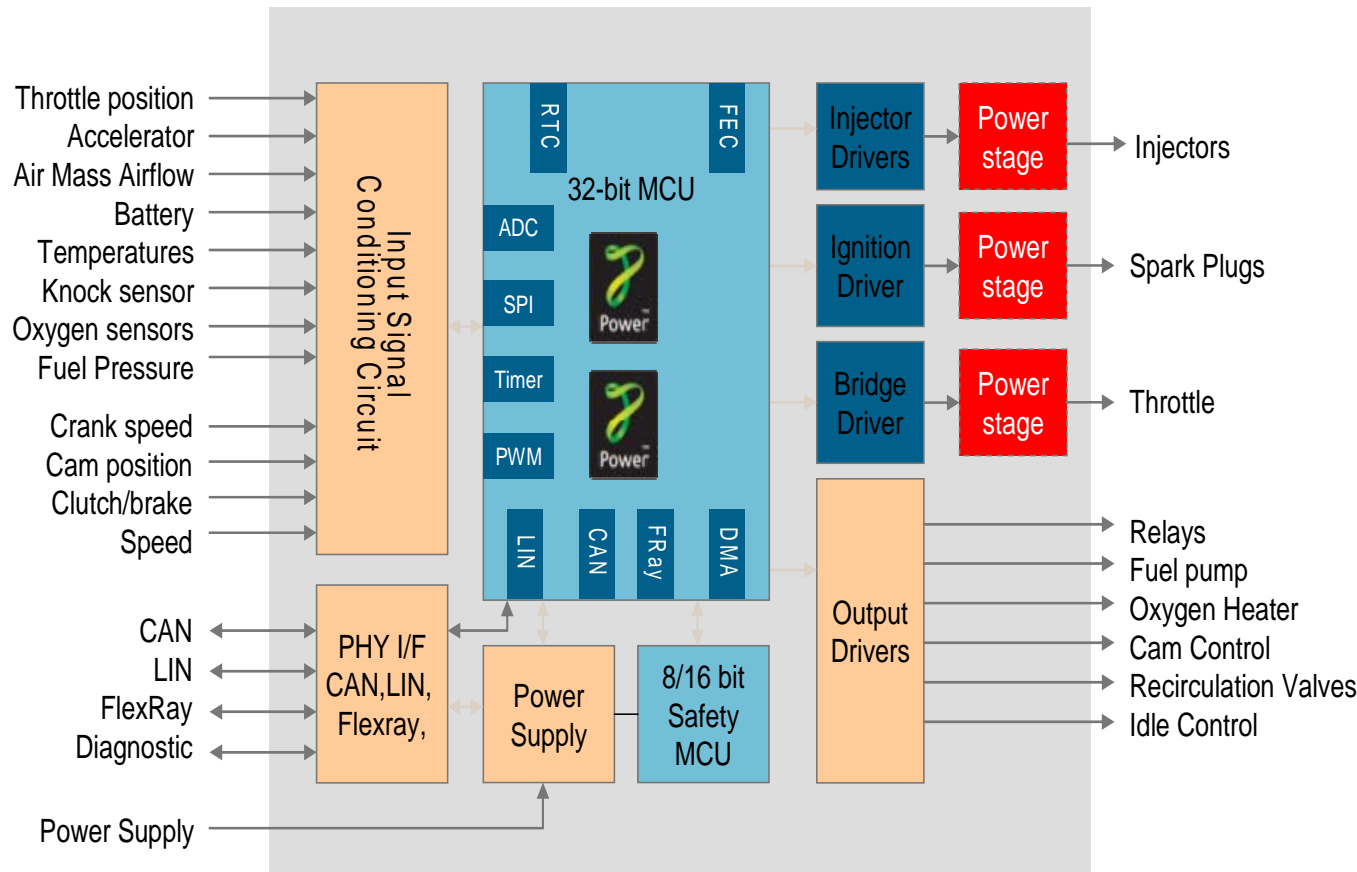 Throttle position
Accelerator
Air Mass Airflow
Battery
Temperatures
Knock sensor
Oxygen sensors
Fuel Pressure
Crank speed
Cam position
Clutch/brake
Speed
CAN
LIN
FlexRay
Diagnostic
Power Supply
Input Signal
Conditioning Circuit
PHY I/F
CAN,LIN,
Flexray,
RTC
FEC
32-bit MCU
ADC
SPI
Timer
PWM
Power™
Power™
LIN
CAN
FRay
DMA
Power
Supply
8/16 bit
Safety
MCU
Injector
Drivers
Power
stage
Ignition
Driver
Power
stage
Bridge
Driver
Power
stage
Output
Drivers
Injectors
Spark Plugs
Throttle
Relays
Fuel pump
Oxygen Heater
Cam Control
Recirculation Valves
Idle Control